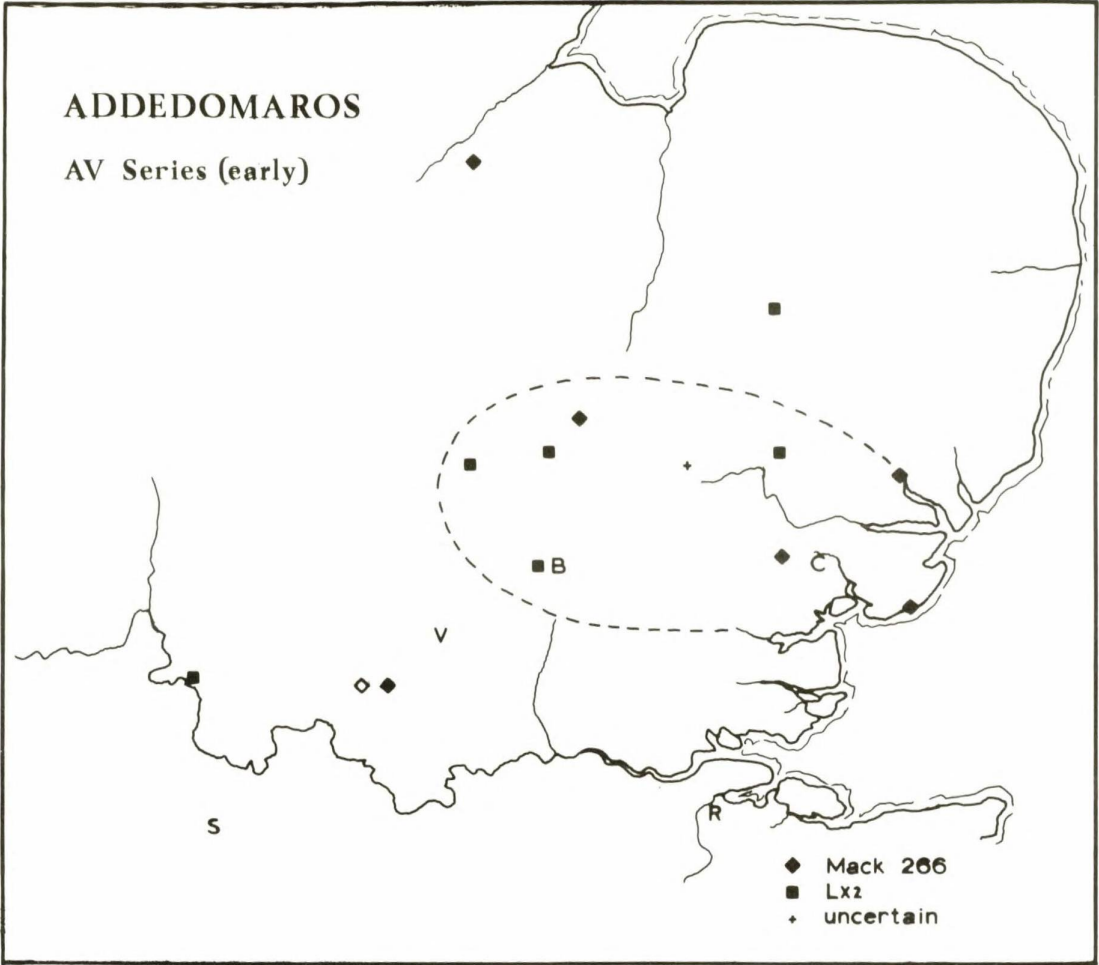 ADDEDOMAROS
AV Series (early)
B
C
V
S
R
Mack 266
Lx2
uncertain